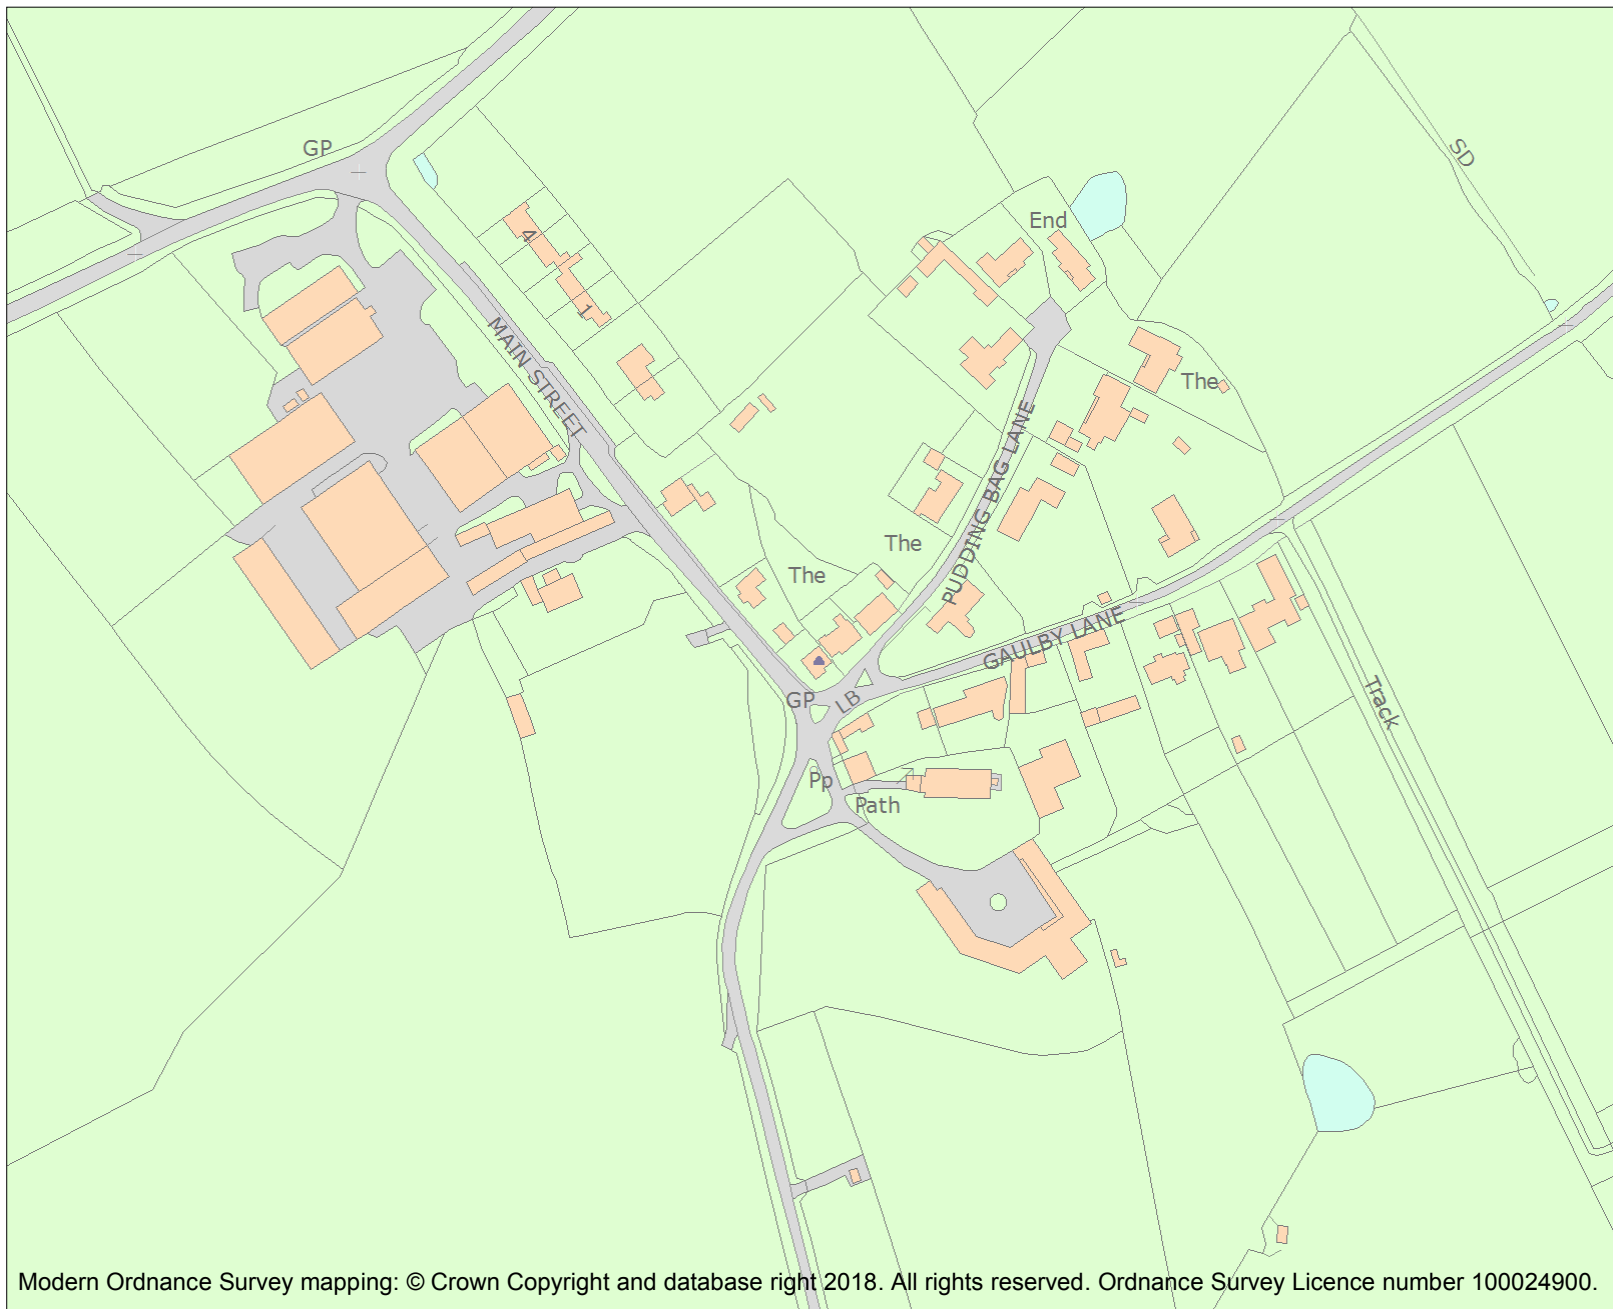 GP
SD
End
4
1
MAIN STREET
The
PUDDING BAG LANE
The
The
GAULBY LANE
Track
GP
LB
Pp
Path
Modern Ordnance Survey mapping: © Crown Copyright and database right 2018. All rights reserved. Ordnance Survey Licence number 100024900.